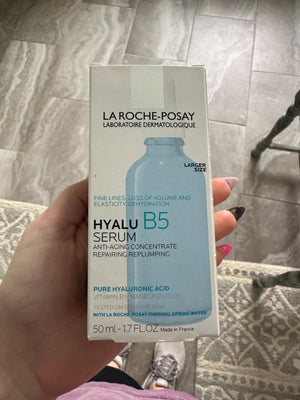 LA ROCHE-POSAY
LABORATOIRE DERMATOLOGIQUE
LARGER
SIZE
FINE LINES, LOSS OF VOLUME AND
ELASTICITY, DEHYDRATION
HYALU B5
SERUM
ANTI-AGING CONCENTRATE
REPAIRING REPLUMPING
PURE HYALURONIC ACID
VITAMIN B5. MADECASSOSIDE
TESTED ON SENSITIVE SKIN
WITH LA ROCHE-POSAY THERMAL SPRING WATER
50 ml - 1.7 FL.OZ Made in France